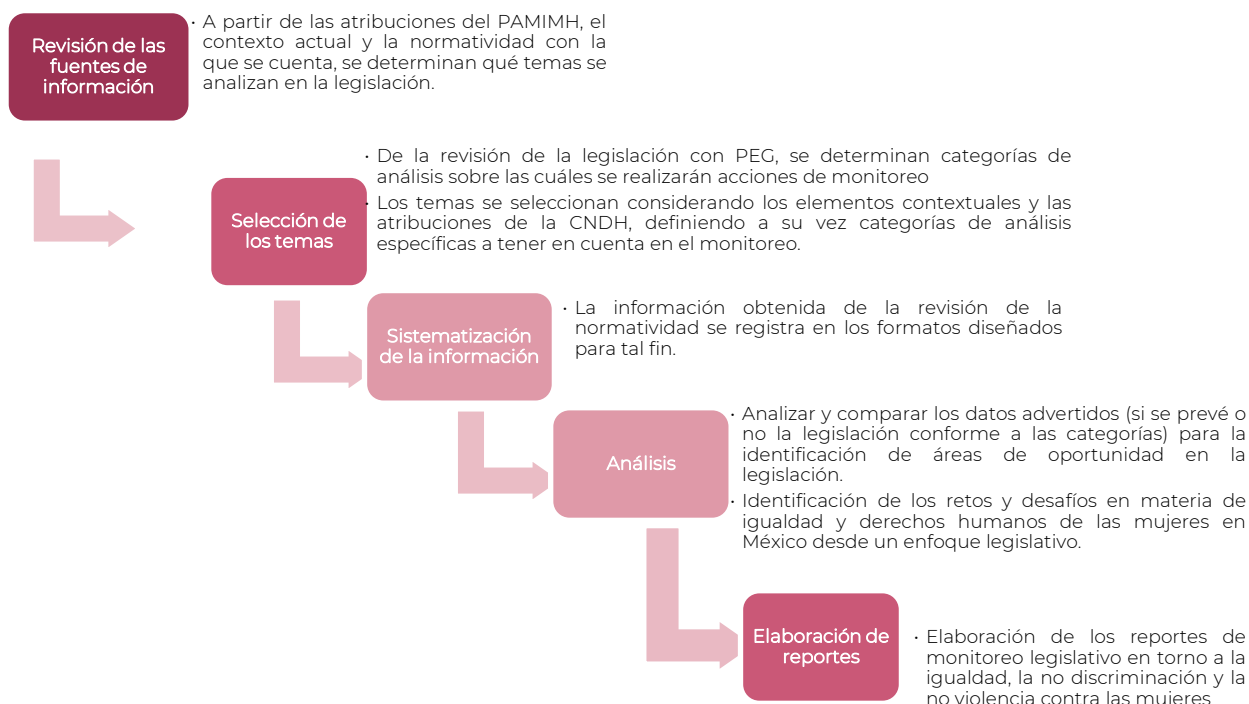 Revisión de las
fuentes de
información
· A partir de las atribuciones del PAMIMH, el
contexto actual y la normatividad con la
que se cuenta, se determinan qué temas se
analizan en la legislación.
Selección de
los temas
· De la revisión de la legislación con PEG, se determinan categorías de
análisis sobre las cuáles se realizarán acciones de monitoreo
· Los temas se seleccionan considerando los elementos contextuales y las
atribuciones de la CNDH, definiendo a su vez categorías de análisis
específicas a tener en cuenta en el monitoreo.
Sistematización
de la información
· La información obtenida de la revisión de la
normatividad se registra en los formatos diseñados
para tal fin.
Análisis
· Analizar y comparar los datos advertidos (si se prevé o
no la legislación conforme a las categorías) para la
identificación de áreas de oportunidad en la
legislación.
· Identificación de los retos y desafíos en materia de
igualdad y derechos humanos de las mujeres en
México desde un enfoque legislativo.
Elaboración de
reportes
· Elaboración de los reportes de
monitoreo legislativo en torno a la
igualdad, la no discriminación y la
no violencia contra las mujeres